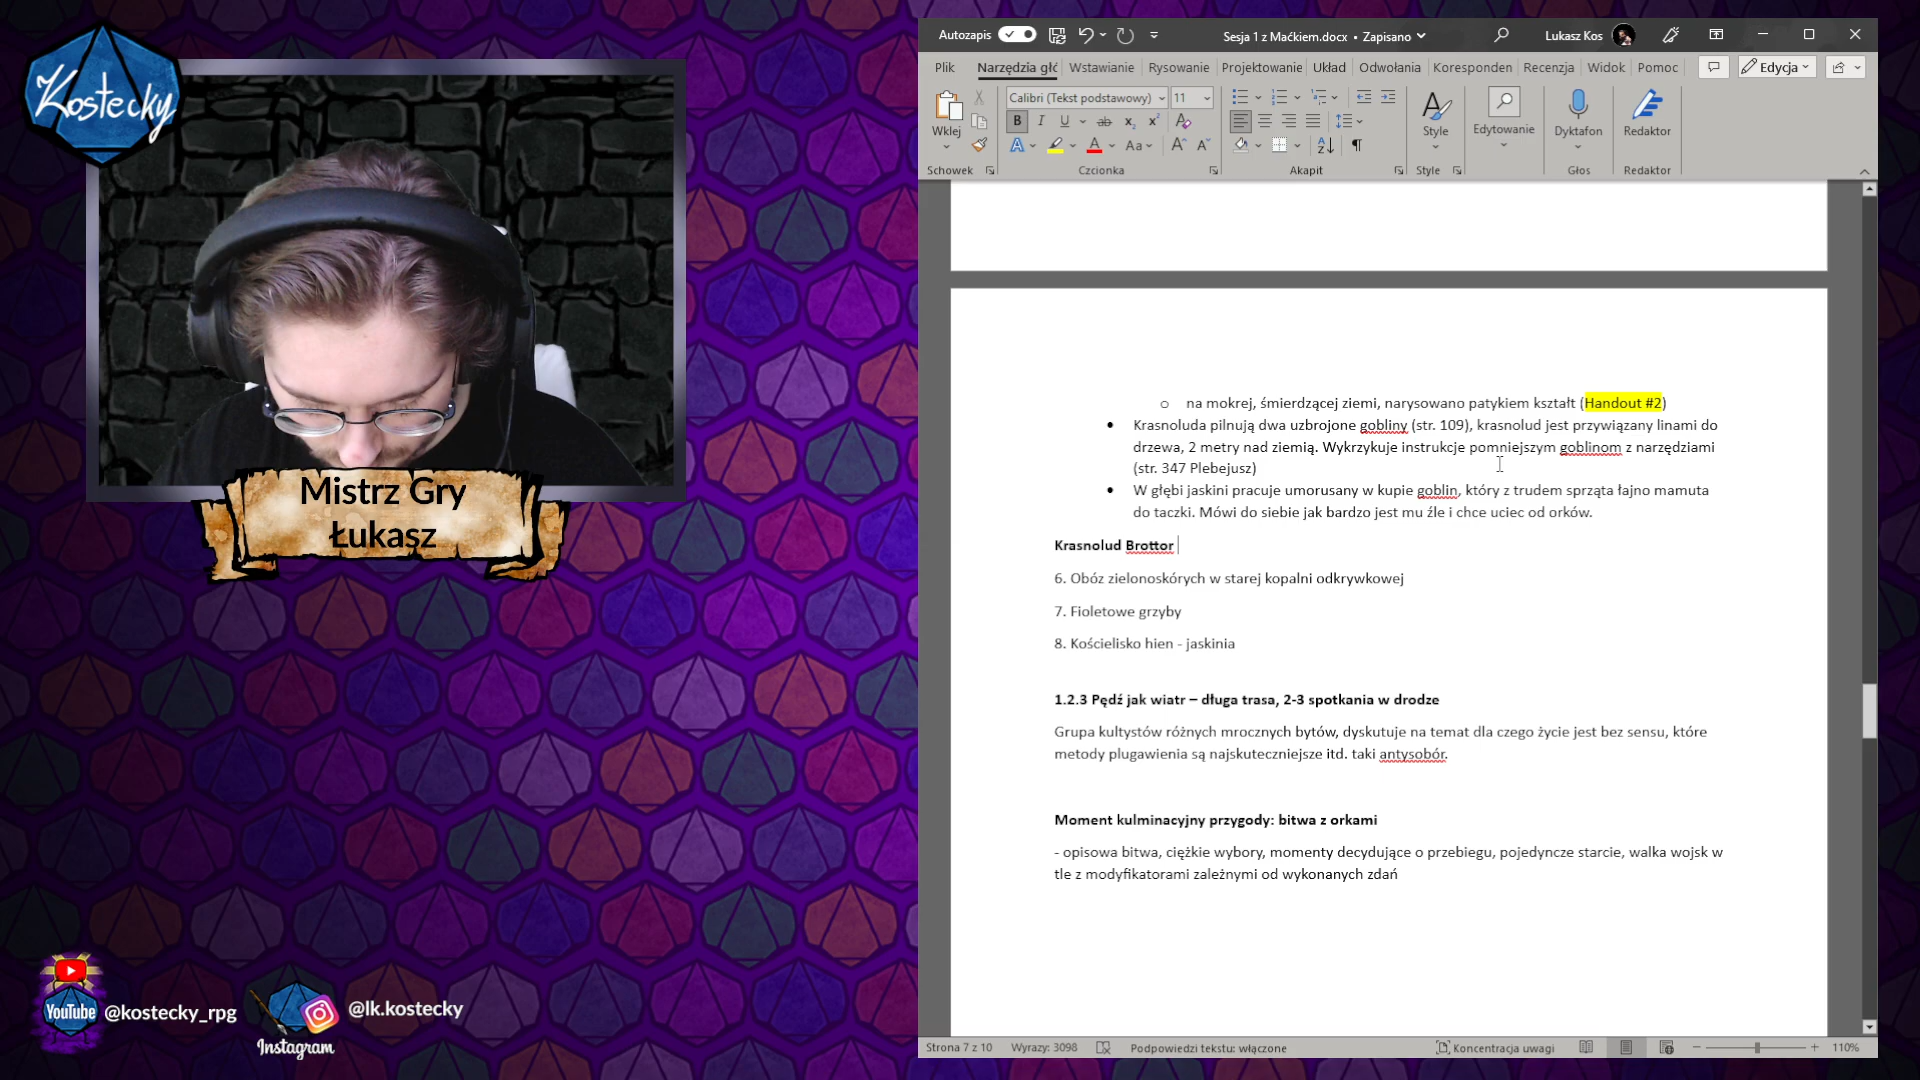 Kostecky
Mistrz Gry
Łukasz
YouTube
@kostecky_rpg
@lk.kostecky
Instagram
Autozapis
Sesja 1 z Maćkiem.docx • Zapisano
Lukasz Kos
Plik
Narzędzia głć
Wstawianie
Rysowanie
Projektowanie
Układ
Odwołania
Koresponden
Recenzja
Widok
Pomoc
Edycja
Wklej
Calibri (Tekst podstawowy)
11
Style
Edytowanie
Dyktafon
Redaktor
Schowek
Czcionka
Akapit
Style
Głos
Redaktor
o na mokrej, śmierdzącej ziemi, narysowano patykiem kształt (Handout #2)
• Krasnoluda pilnują dwa uzbrojone gobliny (str. 109), krasnolud jest przywiązany linami do
drzewa, 2 metry nad ziemią. Wykrzykuje instrukcje pomniejszym goblinom z narzędziami
(str. 347 Plebejusz)
• W głębi jaskini pracuje umorusany w kupie goblin, który z trudem sprząta łajno mamuta
do taczki. Mówi do siebie jak bardzo jest mu źle i chce uciec od orków.
Krasnolud Brottor
6. Obóz zielonoskórych w starej kopalni odkrywkowej
7. Fioletowe grzyby
8. Kościelisko hien - jaskinia
1.2.3 Pędź jak wiatr – długa trasa, 2-3 spotkania w drodze
Grupa kultystów różnych mrocznych bytów, dyskutuje na temat dla czego życie jest bez sensu, które
metody plugawienia są najskuteczniejsze itd. taki antysobór.
Moment kulminacyjny przygody: bitwa z orkami
- opisowa bitwa, ciężkie wybory, momenty decydujące o przebiegu, pojedyncze starcie, walka wojsk w
tle z modyfikatorami zależnymi od wykonanych zdań
Strona 7 z 10
Wyrazy: 3098
Podpowiedzi tekstu: włączone
Koncentracja uwagi
110%